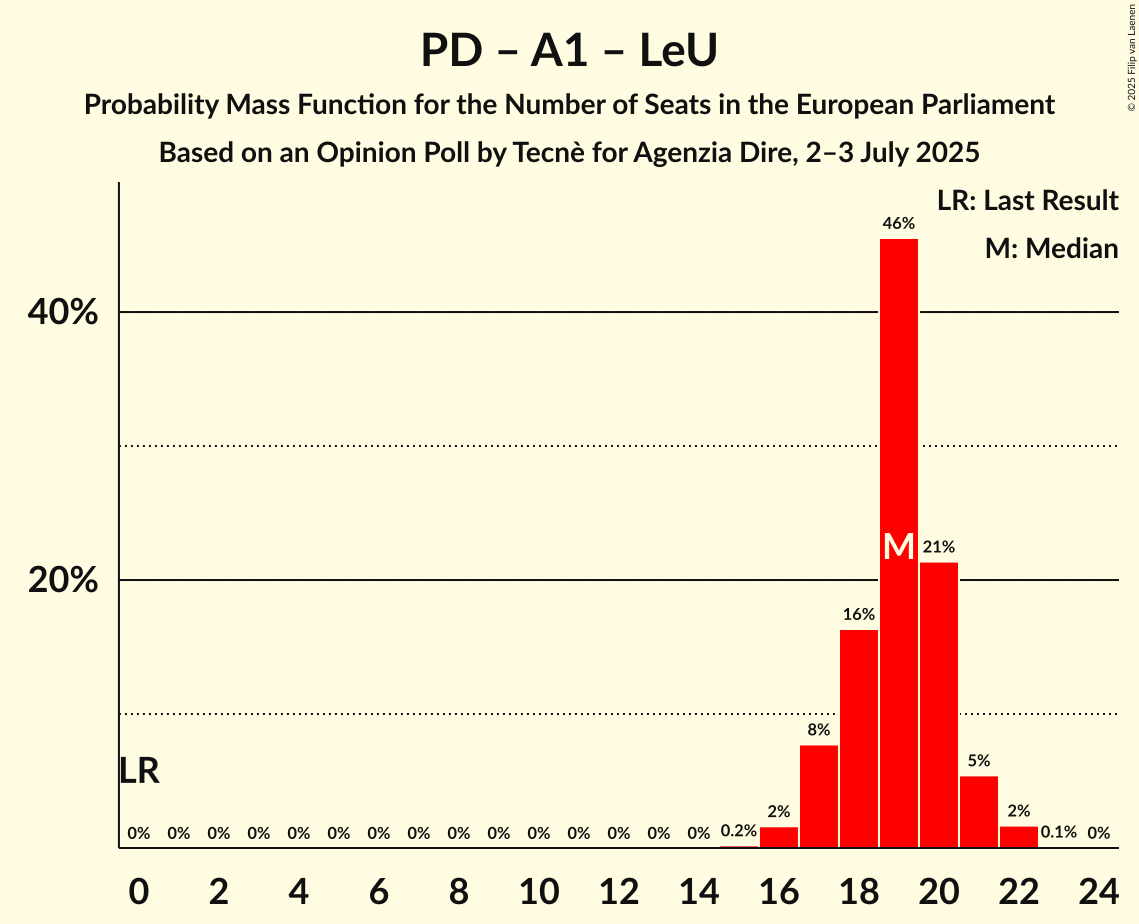 PD – A1 – LeU
Probability Mass Function for the Number of Seats in the European Parliament
Based on an Opinion Poll by Tecnè for Agenzia Dire, 2–3 July 2025
© 2025 Filip van Laenen
LR: Last Result
M: Median
46%
40%
M
21%
20%
16%
8%
5%
LR
2%
2%
0% 0% 0% 0% 0% 0% 0% 0% 0% 0% 0% 0% 0% 0% 0% 0.2% 0.1% 0%
0 2 4 6 8 10 12 14 16 18 20 22 24